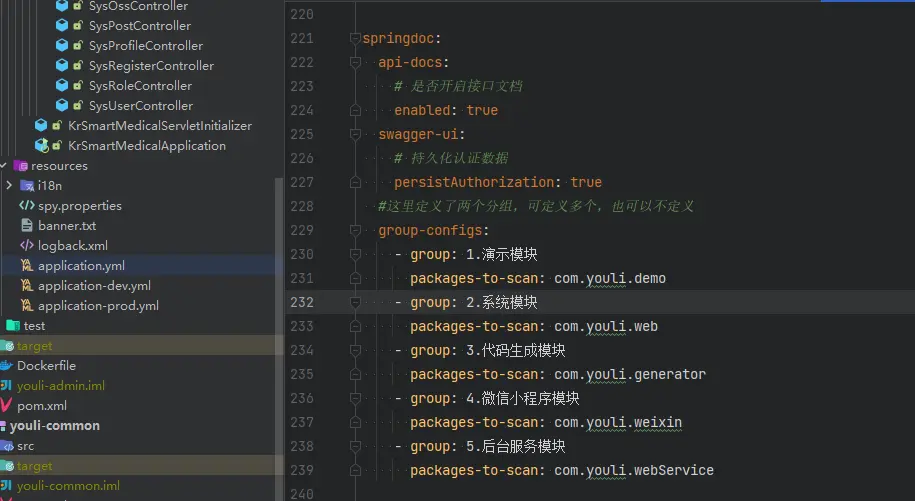 SysOssController
SysPostController
SysProfileController
SysRegisterController
SysRoleController
SysUserController
KrSmartMedicalServletInitializer
KrSmartMedicalApplication
resources
i18n
spy.properties
banner.txt
logback.xml
application.yml
application-dev.yml
application-prod.yml
test
target
Dockerfile
youli-admin.iml
pom.xml
youli-common
src
target
youli-common.iml
220
221 springdoc:
222 api-docs:
223 # 是否开启接口文档
224 enabled: true
225 swagger-ui:
226 # 持久化认证数据
227 persistAuthorization: true
228 #这里定义了两个分组，可定义多个，也可以不定义
229 group-configs:
230 - group: 1.演示模块
231 packages-to-scan: com.youli.demo
232 - group: 2.系统模块
233 packages-to-scan: com.youli.web
234 - group: 3.代码生成模块
235 packages-to-scan: com.youli.generator
236 - group: 4.微信小程序模块
237 packages-to-scan: com.youli.weixin
238 - group: 5.后台服务模块
239 packages-to-scan: com.youli.webService
240